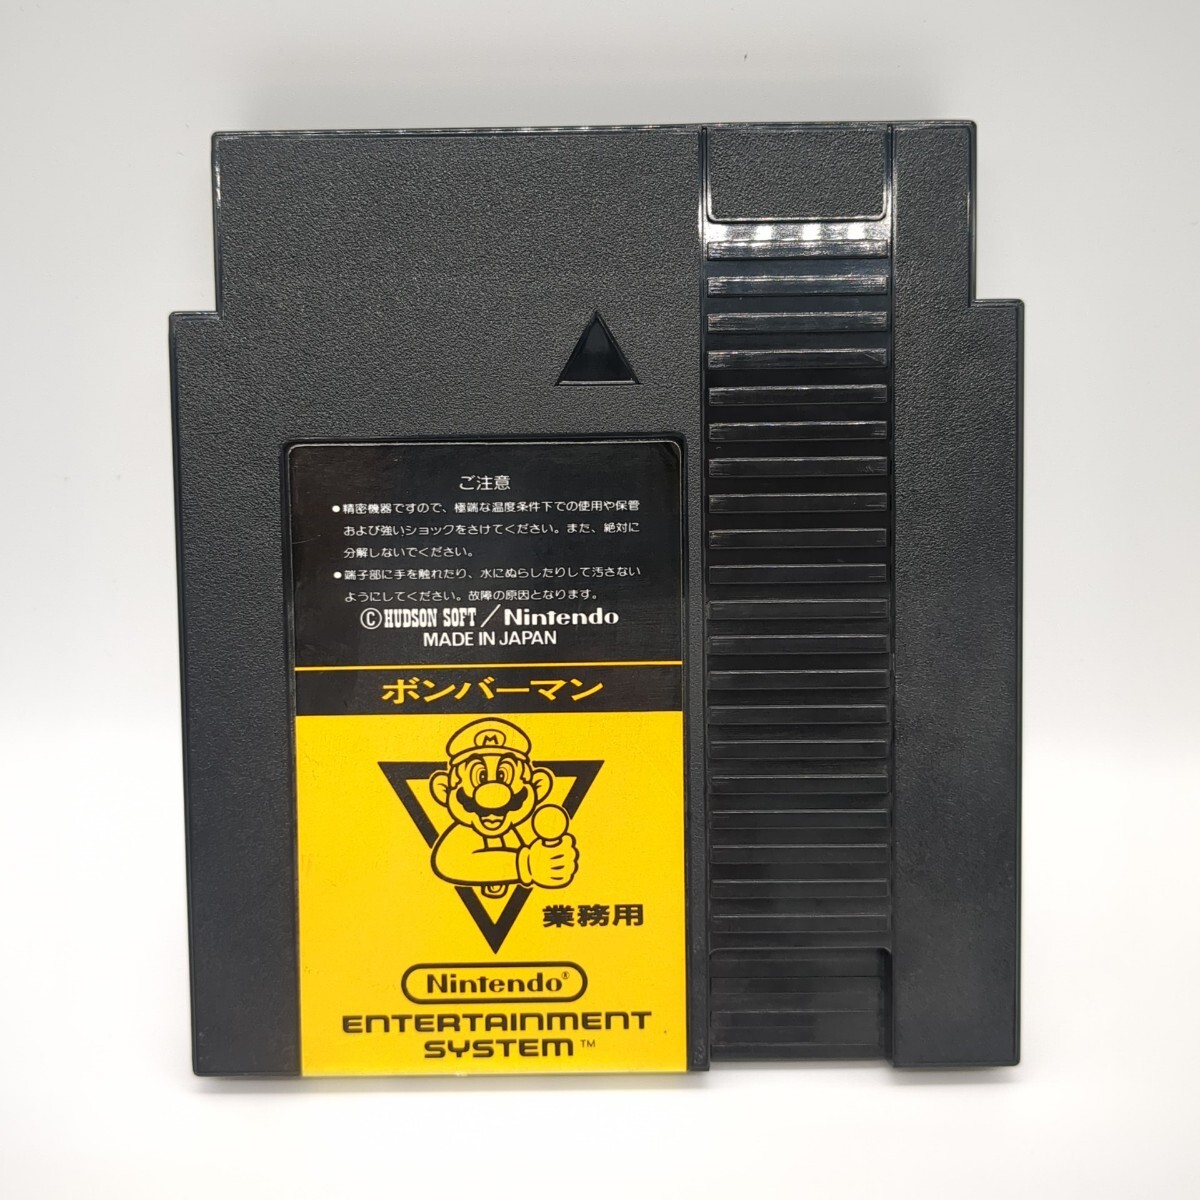 ご注意
●精密機器ですので、極端な温度条件下での使用や保管
および強いショックをさけてください。また、絶対に
分解しないでください。
●端子部に手を触れたり、水にぬらしたりして汚さない
ようにしてください。故障の原因となります。
© HUDSON SOFT / Nintendo
MADE IN JAPAN
ボンバーマン
M
業務用
Nintendo®
ENTERTAINMENT
SYSTEM™